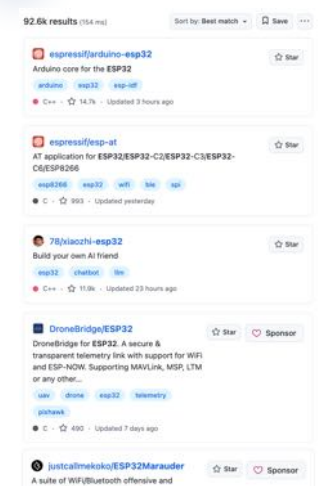 92.6k results (154 ms)
Sort by: Best match
Save
espressif/arduino-esp32
Star
Arduino core for the ESP32
arduino esp32 esp-idf
C++ · 14.7k · Updated 3 hours ago
espressif/esp-at
Star
AT application for ESP32/ESP32-C2/ESP32-C3/ESP32-
C6/ESP8266
esp8266 esp32 wifi ble spi
C · 993 · Updated yesterday
78/xiaozhi-esp32
Star
Build your own AI friend
esp32 chatbot llm
C++ · 11.9k · Updated 23 hours ago
DroneBridge/ESP32
Star
Sponsor
DroneBridge for ESP32. A secure &
transparent telemetry link with support for WiFi
and ESP-NOW. Supporting MAVLink, MSP, LTM
or any other...
uav drone esp32 telemetry
pixhawk
C · 490 · Updated 7 days ago
justcallmekoko/ESP32Marauder
Star
Sponsor
A suite of WiFi/Bluetooth offensive and